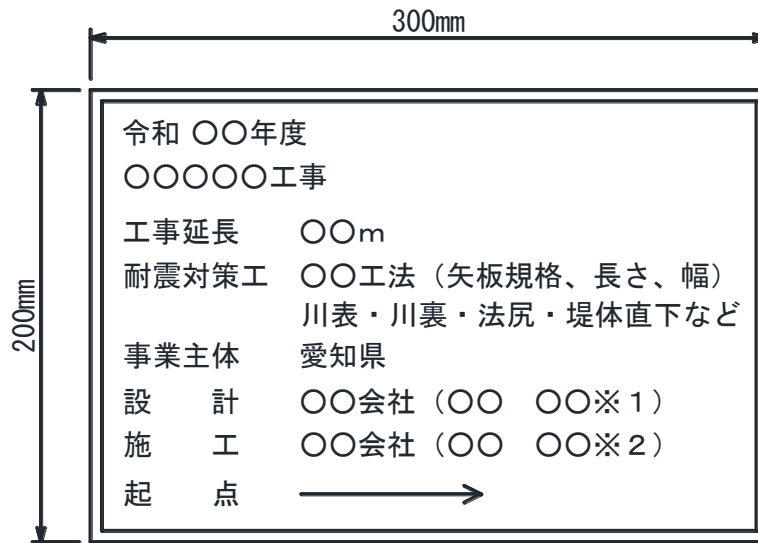 300mm
200mm
令和 〇〇年度
〇〇〇〇〇工事
工事延長 〇〇ｍ
耐震対策工 〇〇工法（矢板規格、長さ、幅）
川表・川裏・法尻・堤体直下など
事業主体 愛知県
設　　計 〇〇会社（〇〇　〇〇※１）
施　　工 〇〇会社（〇〇　〇〇※２）
起　　点